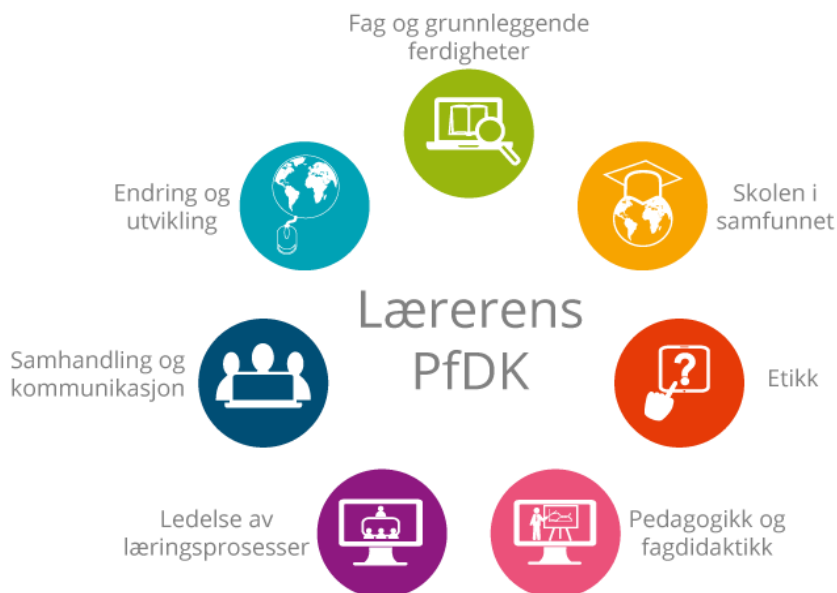 Fag og grunnleggende
ferdigheter
Endring og
utvikling
Skolen i
samfunnet
Lærerens
PfDK
Samhandling og
kommunikasjon
?
Etikk
Ledelse av
læringsprosesser
Pedagogikk og
fagdidaktikk